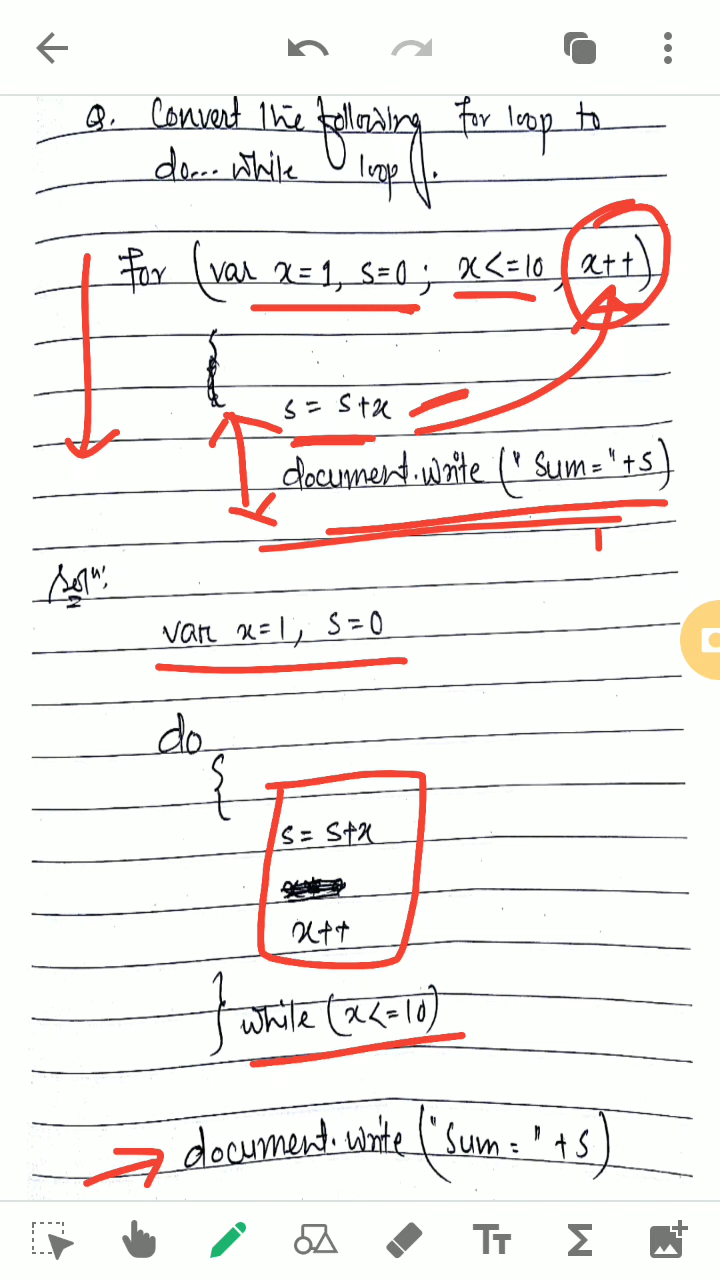 Q. Convert the following for loop to
do... while loop.
for (var x=1, s=0; x<=10, x++)
{
s = s+x
document.write ("Sum="+s)
Solⁿ:
var x=1, s=0
do
{
s = s+x
x++
} while (x<=10)
document.write ("Sum = " + s)
Tт
Σ